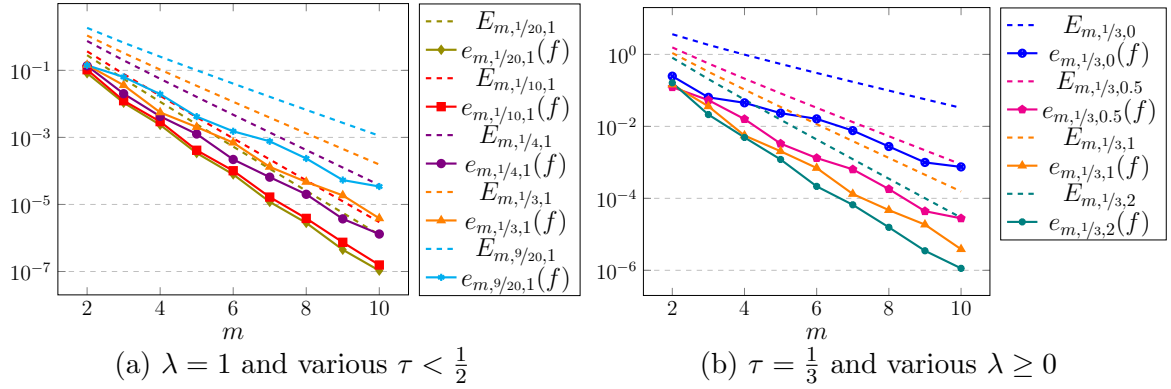 10^{-1}
10^{-3}
10^{-5}
10^{-7}
2 4 6 8 10
m
E_{m,1/20,1}
e_{m,1/20,1}(f)
E_{m,1/10,1}
e_{m,1/10,1}(f)
E_{m,1/4,1}
e_{m,1/4,1}(f)
E_{m,1/3,1}
e_{m,1/3,1}(f)
E_{m,9/20,1}
e_{m,9/20,1}(f)
(a) λ = 1 and various τ < 1/2
10^{0}
10^{-2}
10^{-4}
10^{-6}
2 4 6 8 10
m
E_{m,1/3,0}
e_{m,1/3,0}(f)
E_{m,1/3,0.5}
e_{m,1/3,0.5}(f)
E_{m,1/3,1}
e_{m,1/3,1}(f)
E_{m,1/3,2}
e_{m,1/3,2}(f)
(b) τ = 1/3 and various λ ≥ 0